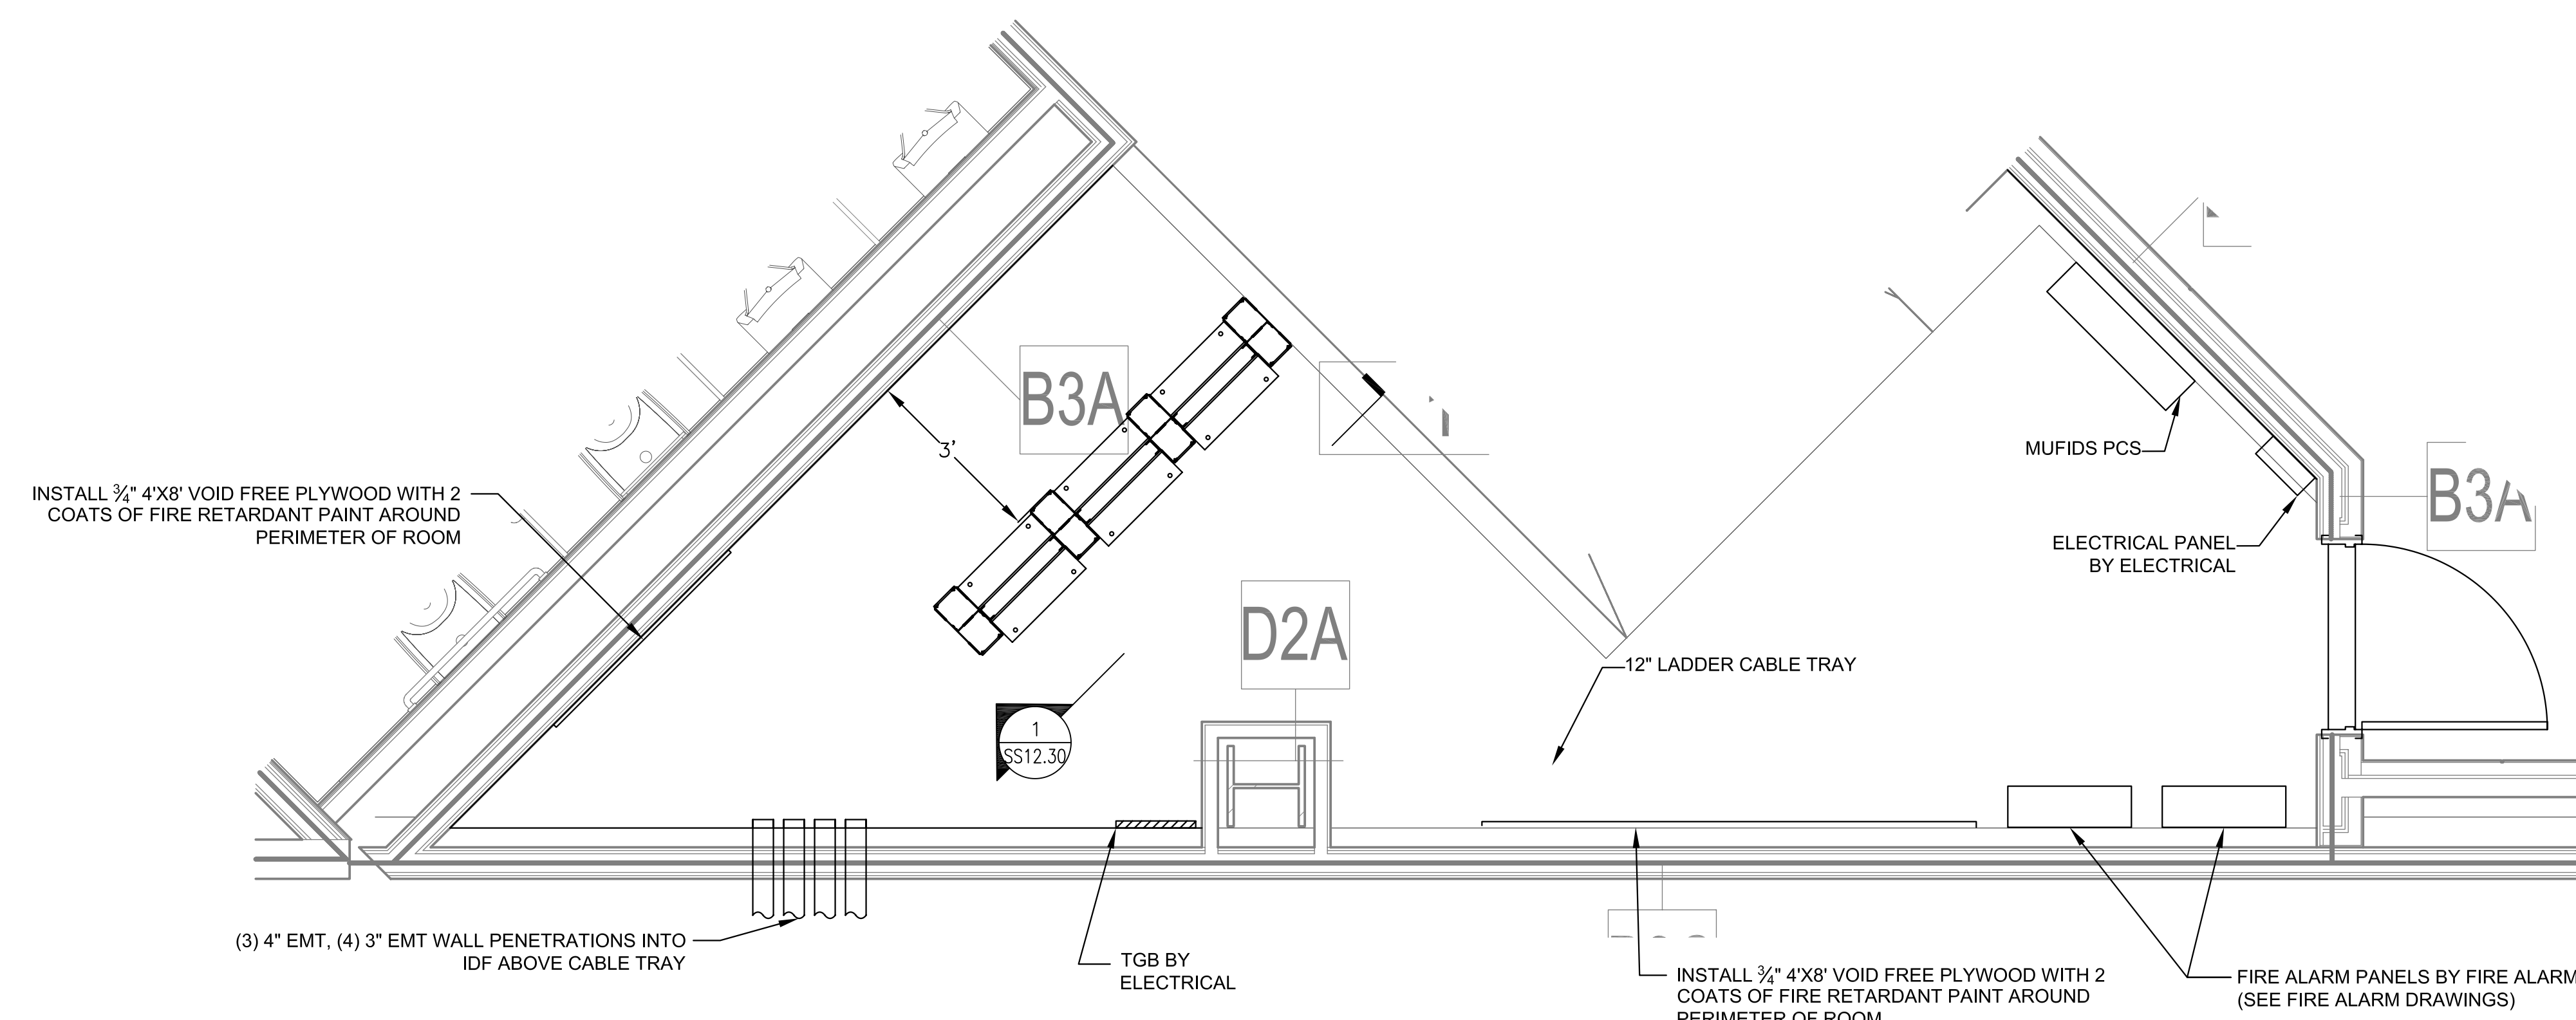 B3A
3'
MUFIDS PCS
INSTALL ¾" 4'X8' VOID FREE PLYWOOD WITH 2
COATS OF FIRE RETARDANT PAINT AROUND
PERIMETER OF ROOM
B3A
ELECTRICAL PANEL
BY ELECTRICAL
D2A
12" LADDER CABLE TRAY
1
SS12.30
(3) 4" EMT, (4) 3" EMT WALL PENETRATIONS INTO
IDF ABOVE CABLE TRAY
TGB BY
ELECTRICAL
INSTALL ¾" 4'X8' VOID FREE PLYWOOD WITH 2
COATS OF FIRE RETARDANT PAINT AROUND
PERIMETER OF ROOM
FIRE ALARM PANELS BY FIRE ALARM
(SEE FIRE ALARM DRAWINGS)